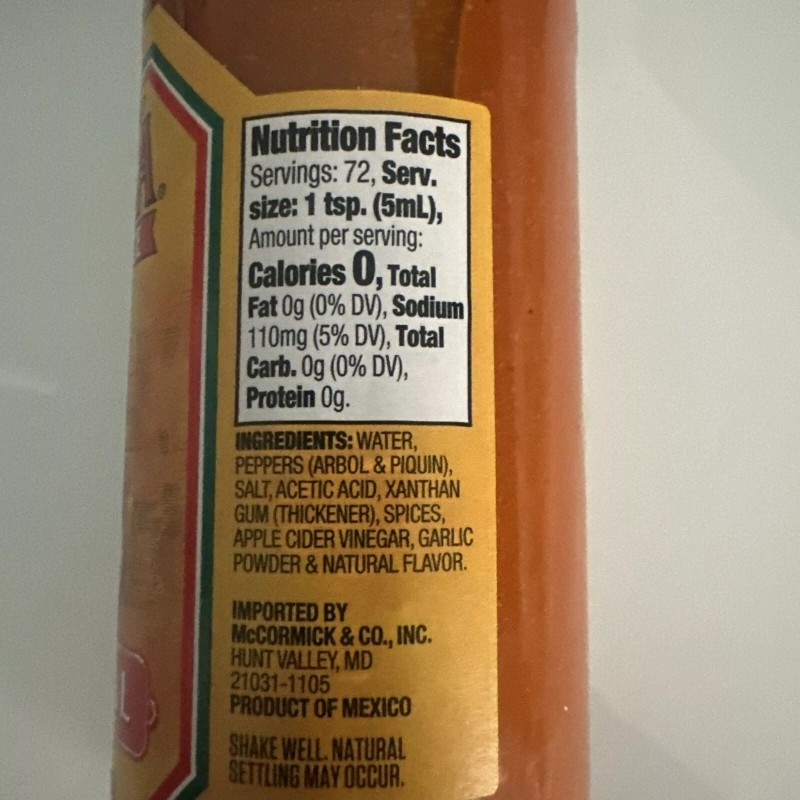 A®
Nutrition Facts
Servings: 72, Serv.
size: 1 tsp. (5mL),
Amount per serving:
Calories 0, Total
Fat 0g (0% DV), Sodium
110mg (5% DV), Total
Carb. 0g (0% DV),
Protein 0g.
INGREDIENTS: WATER,
PEPPERS (ARBOL & PIQUIN),
SALT, ACETIC ACID, XANTHAN
GUM (THICKENER), SPICES,
APPLE CIDER VINEGAR, GARLIC
POWDER & NATURAL FLAVOR.
IMPORTED BY
McCORMICK & CO., INC.
HUNT VALLEY, MD
21031-1105
PRODUCT OF MEXICO
SHAKE WELL. NATURAL
SETTLING MAY OCCUR.
L